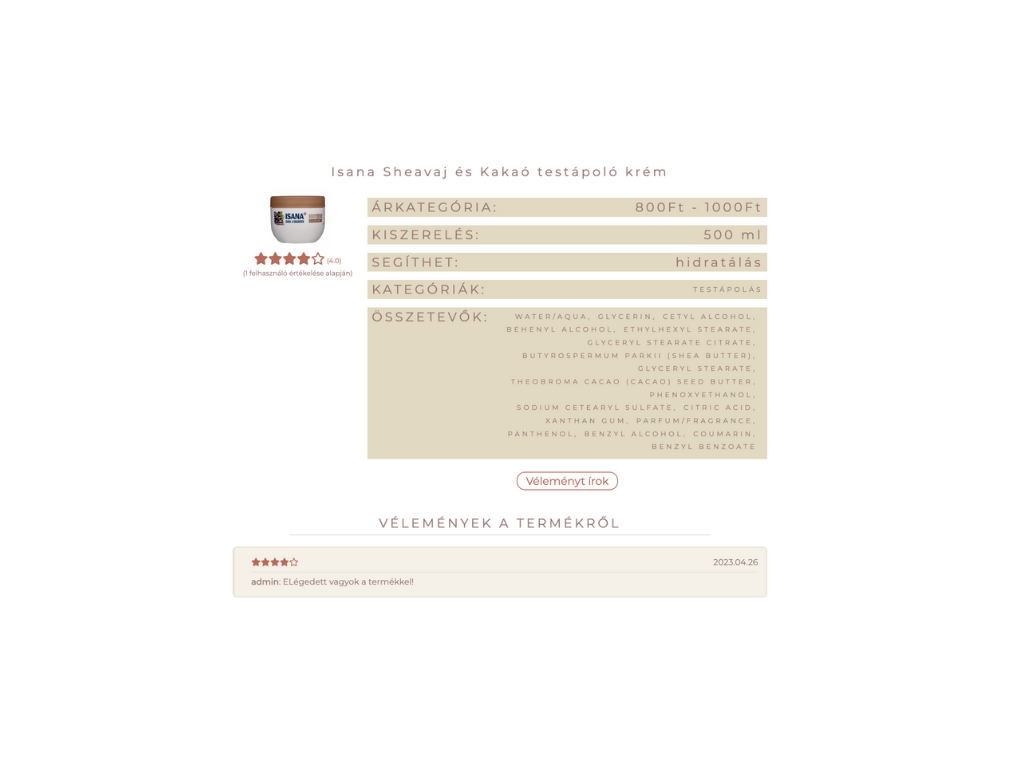 Isana Sheavaj és Kakaó testápoló krém
ISANA
ÁRKATEGÓRIA: 800Ft - 1000Ft
KISZERELÉS: 500 ml
(4.0)
SEGÍTHET: hidratálás
(1 felhasználó értékelése alapján)
KATEGÓRIÁK: TESTÁPOLÁS
ÖSSZETEVŐK: WATER/AQUA, GLYCERIN, CETYL ALCOHOL,
BEHENYL ALCOHOL, ETHYLHEXYL STEARATE,
GLYCERYL STEARATE CITRATE,
BUTYROSPERMUM PARKII (SHEA BUTTER),
GLYCERYL STEARATE,
THEOBROMA CACAO (CACAO) SEED BUTTER,
PHENOXYETHANOL,
SODIUM CETEARYL SULFATE, CITRIC ACID,
XANTHAN GUM, PARFUM/FRAGRANCE,
PANTHENOL, BENZYL ALCOHOL, COUMARIN,
BENZYL BENZOATE
Véleményt írok
VÉLEMÉNYEK A TERMÉKRŐL
2023.04.26
admin: ELégedett vagyok a termékkel!